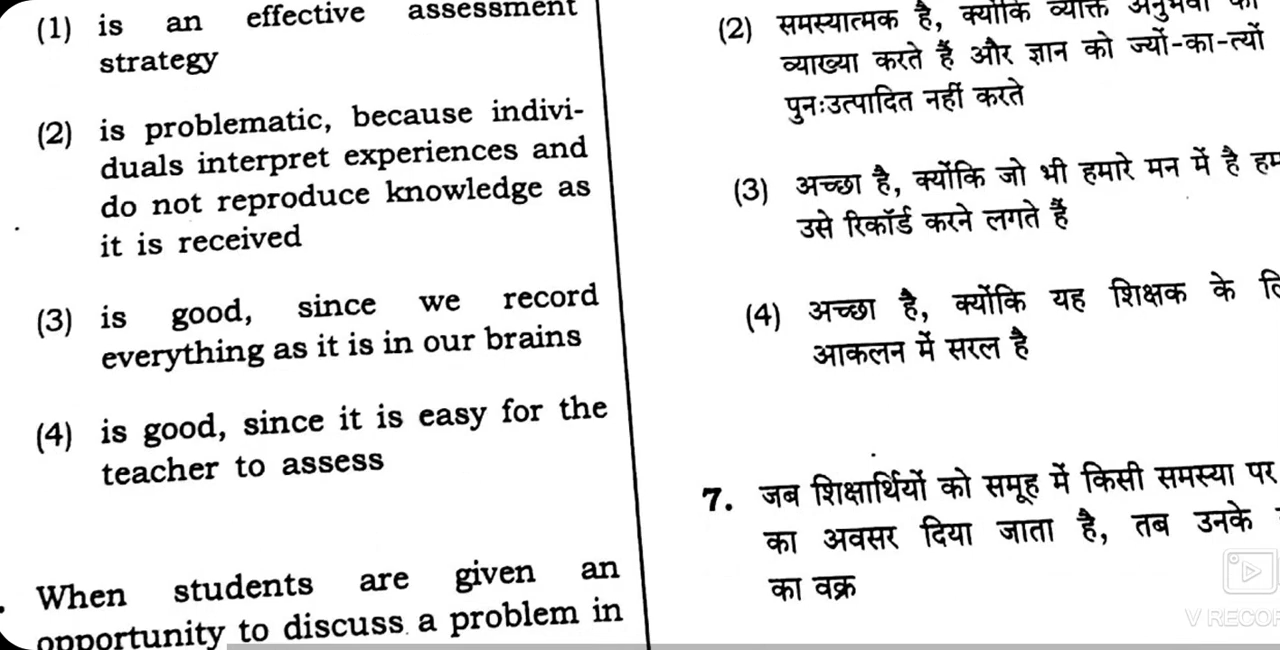 (1) is an effective assessment
strategy
(2) is problematic, because indivi-
duals interpret experiences and
do not reproduce knowledge as
it is received
(3) is good, since we record
everything as it is in our brains
(4) is good, since it is easy for the
teacher to assess
When students are given an
opportunity to discuss a problem in
(2) समस्यात्मक है, क्योंकि व्यक्ति अनुभवों
व्याख्या करते हैं और ज्ञान को ज्यों-का-त्यों
पुनःउत्पादित नहीं करते
(3) अच्छा है, क्योंकि जो भी हमारे मन में है
उसे रिकॉर्ड करने लगते हैं
(4) अच्छा है, क्योंकि यह शिक्षक के
आकलन में सरल है
7. जब शिक्षार्थियों को समूह में किसी समस्या पर
का अवसर दिया जाता है, तब उनके
का वक्र
V RECOR